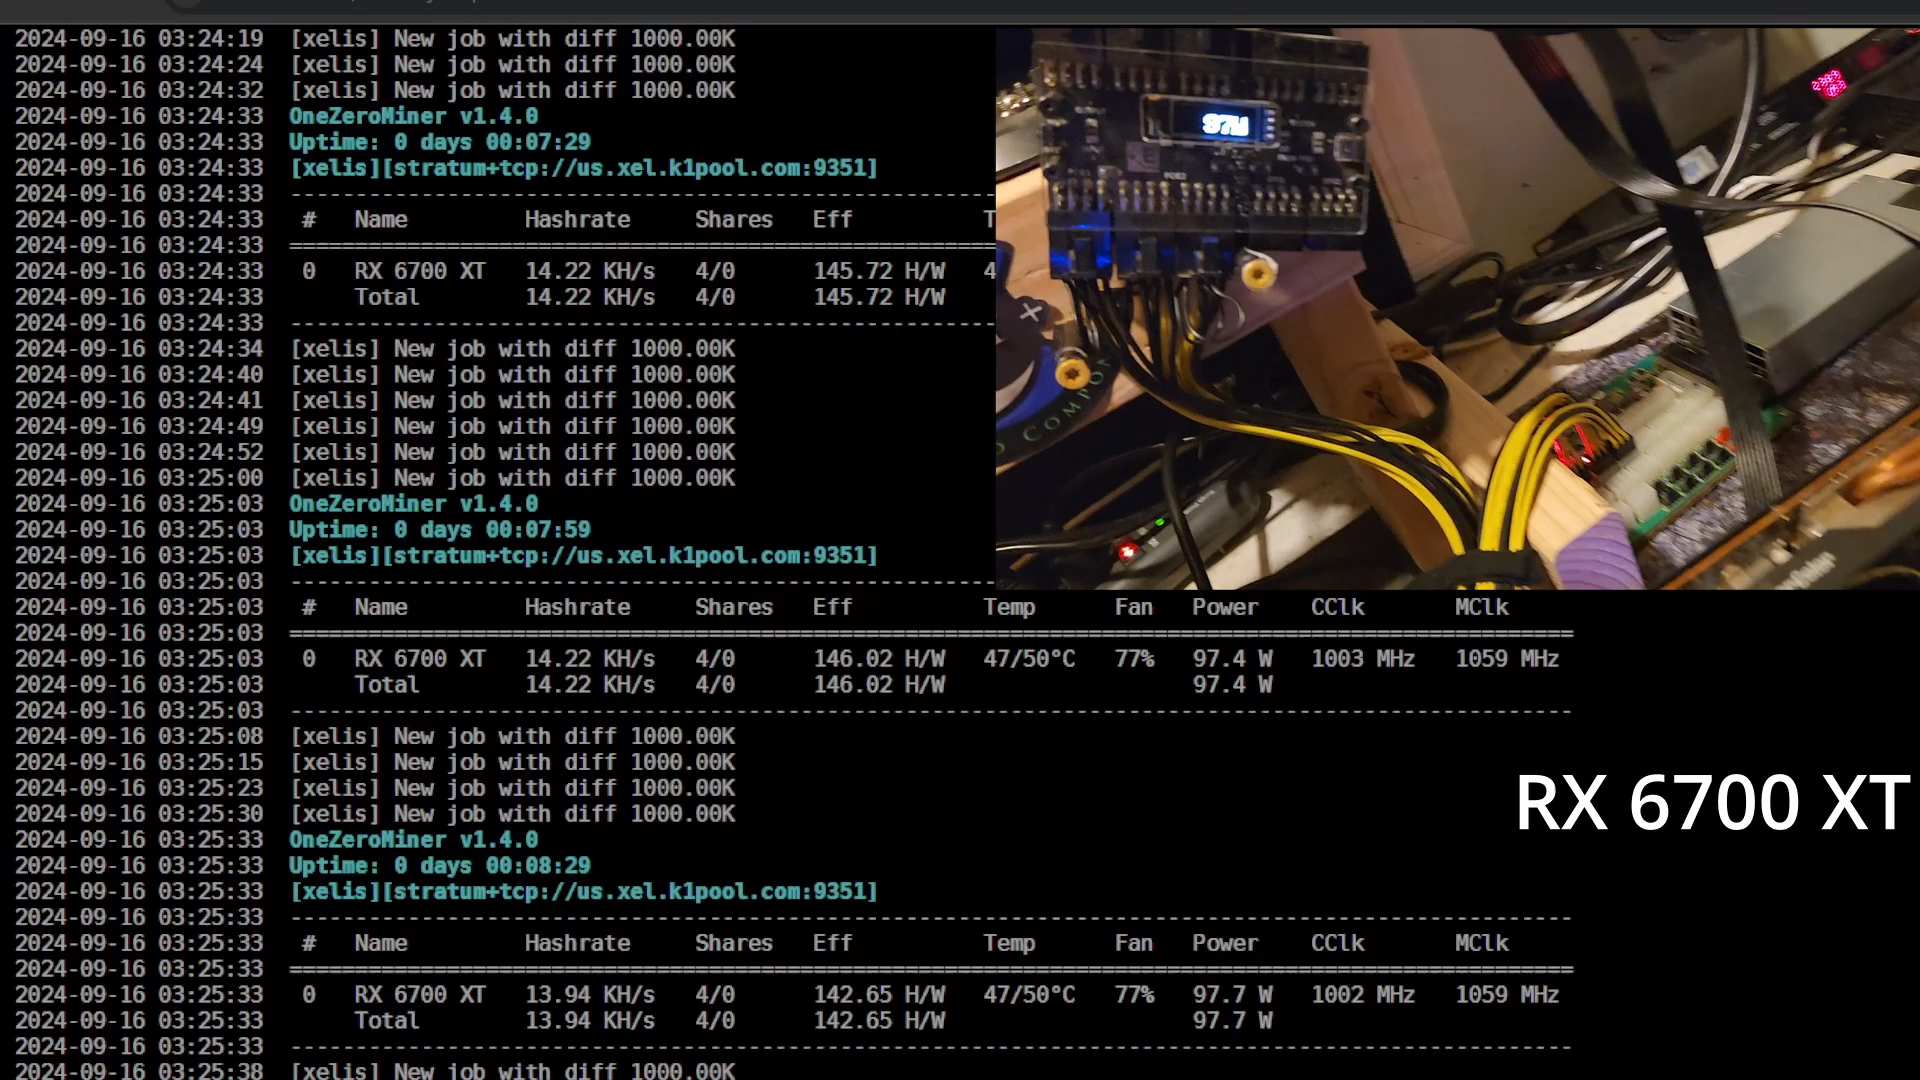 2024-09-16 03:24:19 [xelis] New job with diff 1000.00K
2024-09-16 03:24:24 [xelis] New job with diff 1000.00K
2024-09-16 03:24:32 [xelis] New job with diff 1000.00K
2024-09-16 03:24:33 OneZeroMiner v1.4.0
2024-09-16 03:24:33 Uptime: 0 days 00:07:29
2024-09-16 03:24:33 [xelis][stratum+tcp://us.xel.k1pool.com:9351]
2024-09-16 03:24:33
2024-09-16 03:24:33 # Name Hashrate Shares Eff T
2024-09-16 03:24:33
2024-09-16 03:24:33 0 RX 6700 XT 14.22 KH/s 4/0 145.72 H/W 4
2024-09-16 03:24:33 Total 14.22 KH/s 4/0 145.72 H/W
2024-09-16 03:24:33
2024-09-16 03:24:34 [xelis] New job with diff 1000.00K
2024-09-16 03:24:40 [xelis] New job with diff 1000.00K
2024-09-16 03:24:41 [xelis] New job with diff 1000.00K
2024-09-16 03:24:49 [xelis] New job with diff 1000.00K
2024-09-16 03:24:52 [xelis] New job with diff 1000.00K
2024-09-16 03:25:00 [xelis] New job with diff 1000.00K
2024-09-16 03:25:03 OneZeroMiner v1.4.0
2024-09-16 03:25:03 Uptime: 0 days 00:07:59
2024-09-16 03:25:03 [xelis][stratum+tcp://us.xel.k1pool.com:9351]
2024-09-16 03:25:03
2024-09-16 03:25:03 # Name Hashrate Shares Eff Temp Fan Power CClk MClk
2024-09-16 03:25:03
2024-09-16 03:25:03 0 RX 6700 XT 14.22 KH/s 4/0 146.02 H/W 47/50°C 77% 97.4 W 1003 MHz 1059 MHz
2024-09-16 03:25:03 Total 14.22 KH/s 4/0 146.02 H/W 97.4 W
2024-09-16 03:25:03
2024-09-16 03:25:08 [xelis] New job with diff 1000.00K
2024-09-16 03:25:15 [xelis] New job with diff 1000.00K
2024-09-16 03:25:23 [xelis] New job with diff 1000.00K
2024-09-16 03:25:30 [xelis] New job with diff 1000.00K
2024-09-16 03:25:33 OneZeroMiner v1.4.0
2024-09-16 03:25:33 Uptime: 0 days 00:08:29
2024-09-16 03:25:33 [xelis][stratum+tcp://us.xel.k1pool.com:9351]
2024-09-16 03:25:33
2024-09-16 03:25:33 # Name Hashrate Shares Eff Temp Fan Power CClk MClk
2024-09-16 03:25:33
2024-09-16 03:25:33 0 RX 6700 XT 13.94 KH/s 4/0 142.65 H/W 47/50°C 77% 97.7 W 1002 MHz 1059 MHz
2024-09-16 03:25:33 Total 13.94 KH/s 4/0 142.65 H/W 97.7 W
2024-09-16 03:25:33
2024-09-16 03:25:38 [xelis] New job with diff 1000.00K
97W
RX 6700 XT